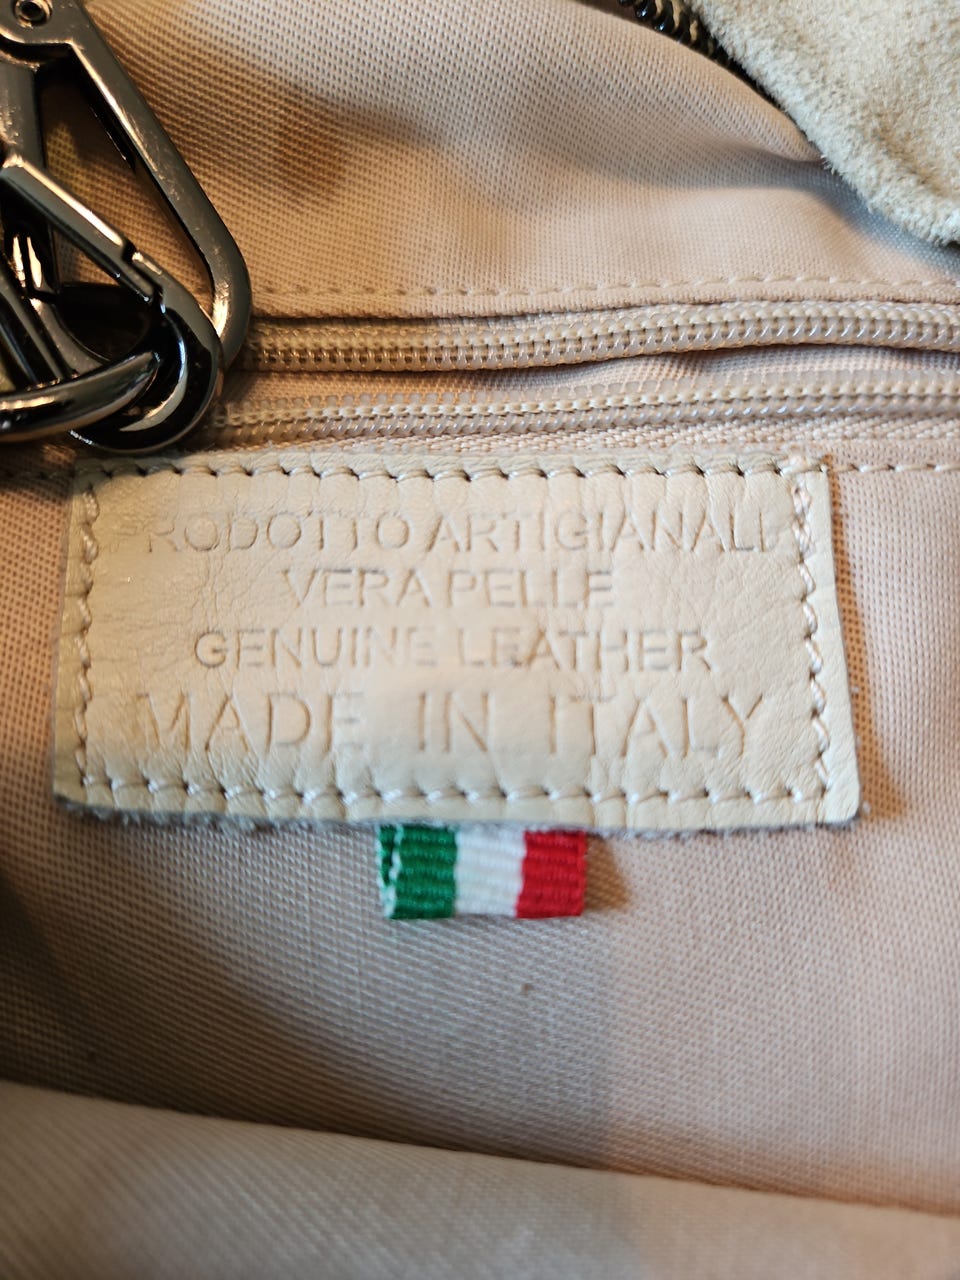 PRODOTTO ARTIGIANALE
VERA PELLE
GENUINE LEATHER
MADE IN ITALY